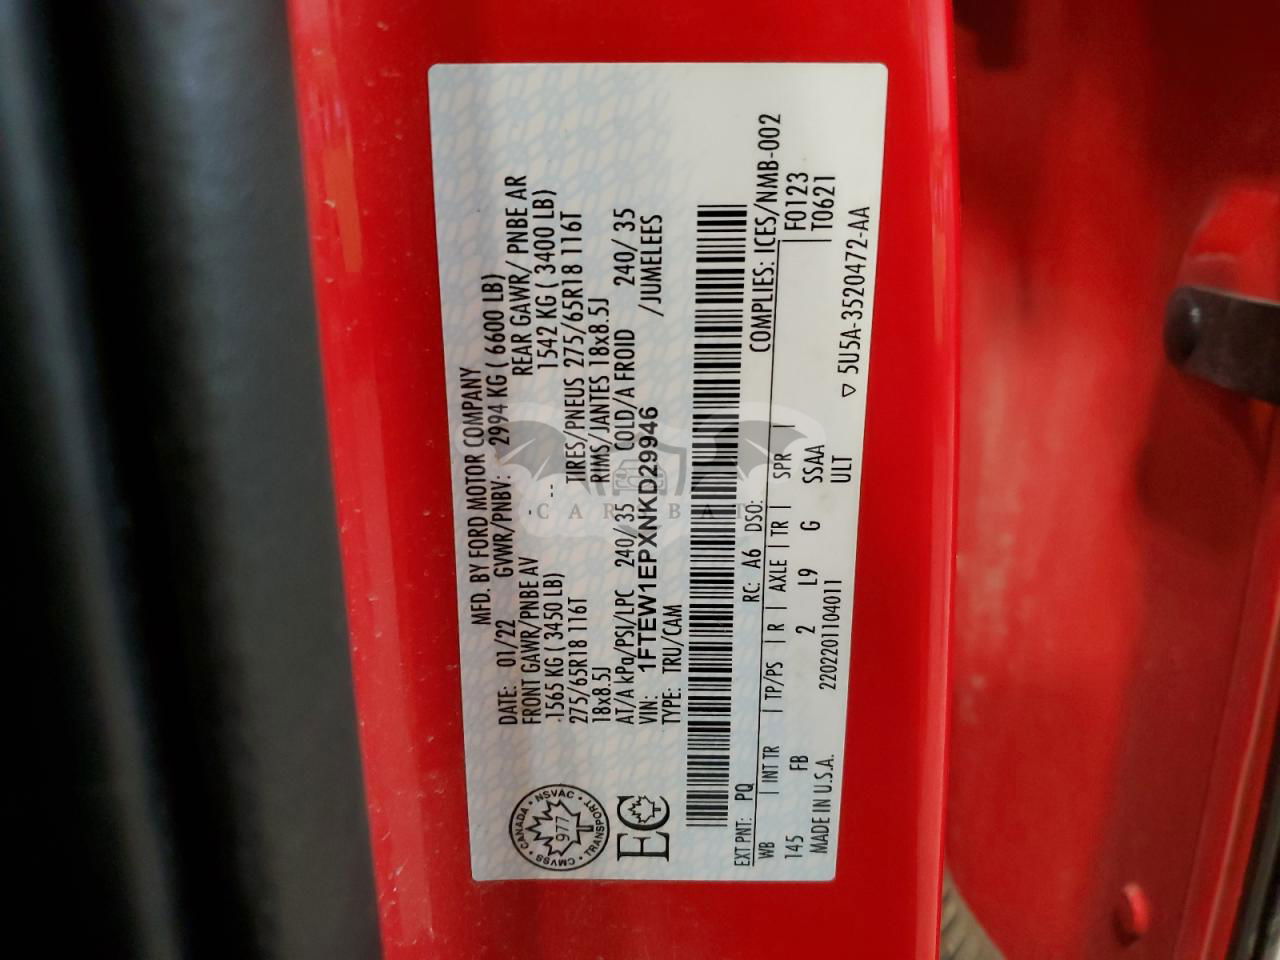 MFD. BY FORD MOTOR COMPANY
DATE: 01/22 GVWR/PNBV: 2994 KG ( 6600 LB)
FRONT GAWR/PNBE AV REAR GAWR/ PNBE AR
1565 KG ( 3450 LB) 1542 KG ( 3400 LB)
275/65R18 116T TIRES/PNEUS 275/65R18 116T
18x8.5J RIMS/JANTES 18x8.5J
AT/A kPa/PSI/LPC 240/ 35 COLD/A FROID 240/ 35
VIN: 1FTEW1EPXNKD29946 /JUMELEES
TYPE: TRU/CAM
CANADA • NSVAC • TRANSPORT • CMVSS •
977
EC
COMPLIES: ICES/NMB-002
EXT PNT: PQ RC: A6 DSO:
WB | INT TR | TP/PS | R | AXLE | TR | SPR | F0123
145 FB 2 L9 G SSAA T0621
MADE IN U.S.A. 2202201104011 ULT
▽ 5U5A-3520472-AA
CAR BAT